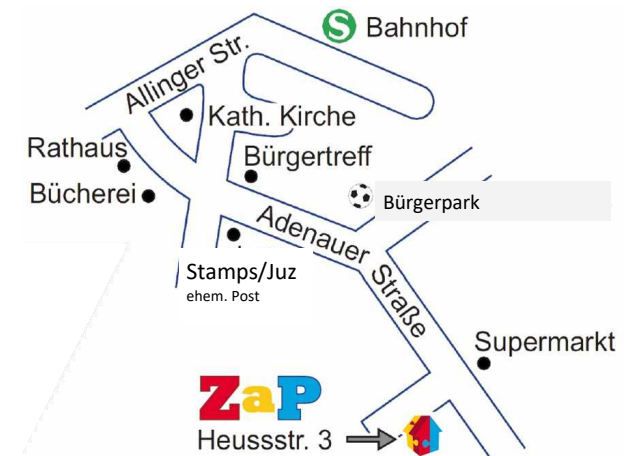 S Bahnhof
Allinger Str.
Kath. Kirche
Rathaus
Bürgertreff
Bücherei
Bürgerpark
Adenauer Straße
Stamps/Juz
ehem. Post
Supermarkt
ZaP
Heussstr. 3